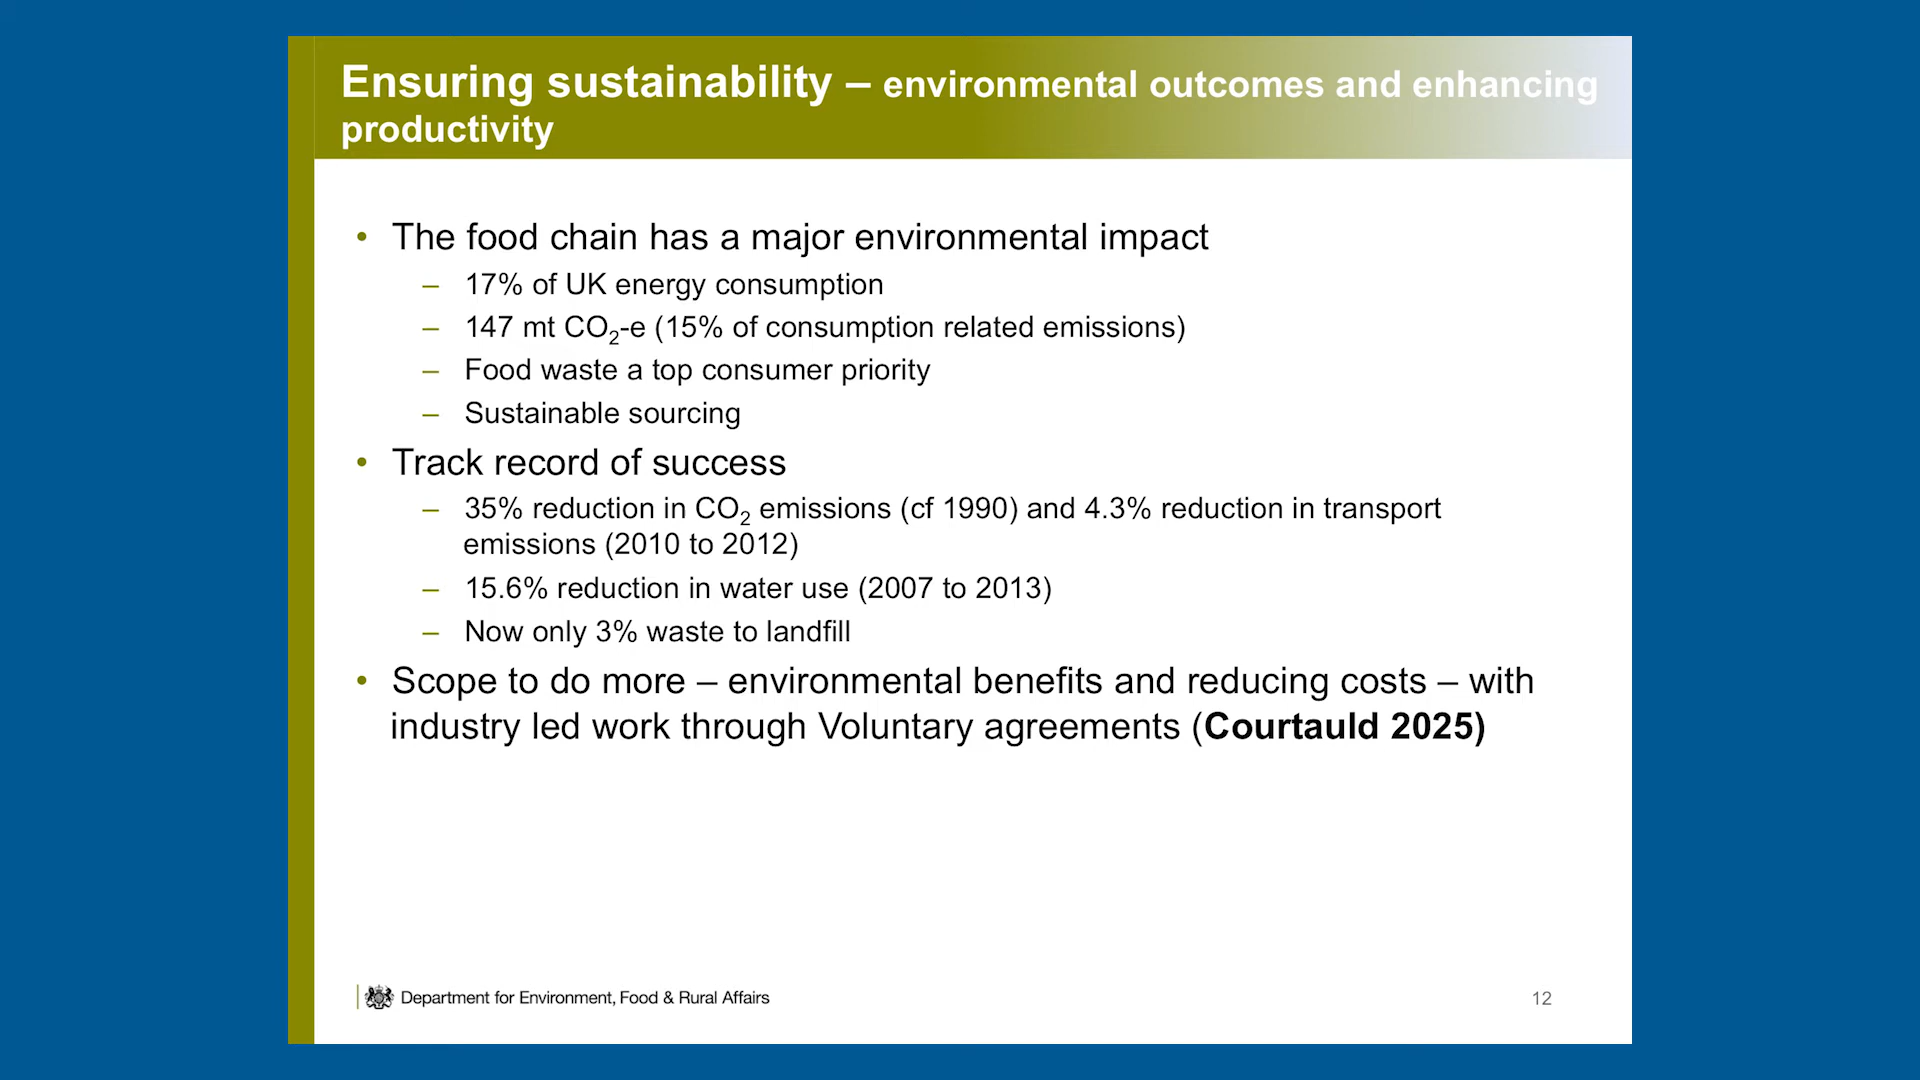 Ensuring sustainability – environmental outcomes and enhancing
productivity
• The food chain has a major environmental impact
– 17% of UK energy consumption
– 147 mt CO₂-e (15% of consumption related emissions)
– Food waste a top consumer priority
– Sustainable sourcing
• Track record of success
– 35% reduction in CO₂ emissions (cf 1990) and 4.3% reduction in transport
emissions (2010 to 2012)
– 15.6% reduction in water use (2007 to 2013)
– Now only 3% waste to landfill
• Scope to do more – environmental benefits and reducing costs – with
industry led work through Voluntary agreements (Courtauld 2025)
Department for Environment, Food & Rural Affairs
12